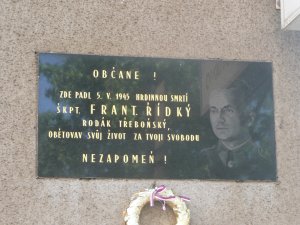 OBČANE !
ZDE PADL 5. V. 1945 HRDINNOU SMRTÍ
ŠKPT. FRANT. ŘÍDKÝ
RODÁK TŘEBOŇSKÝ,
OBĚTOVAV SVŮJ ŽIVOT ZA TVOJI SVOBODU
NEZAPOMEŇ !